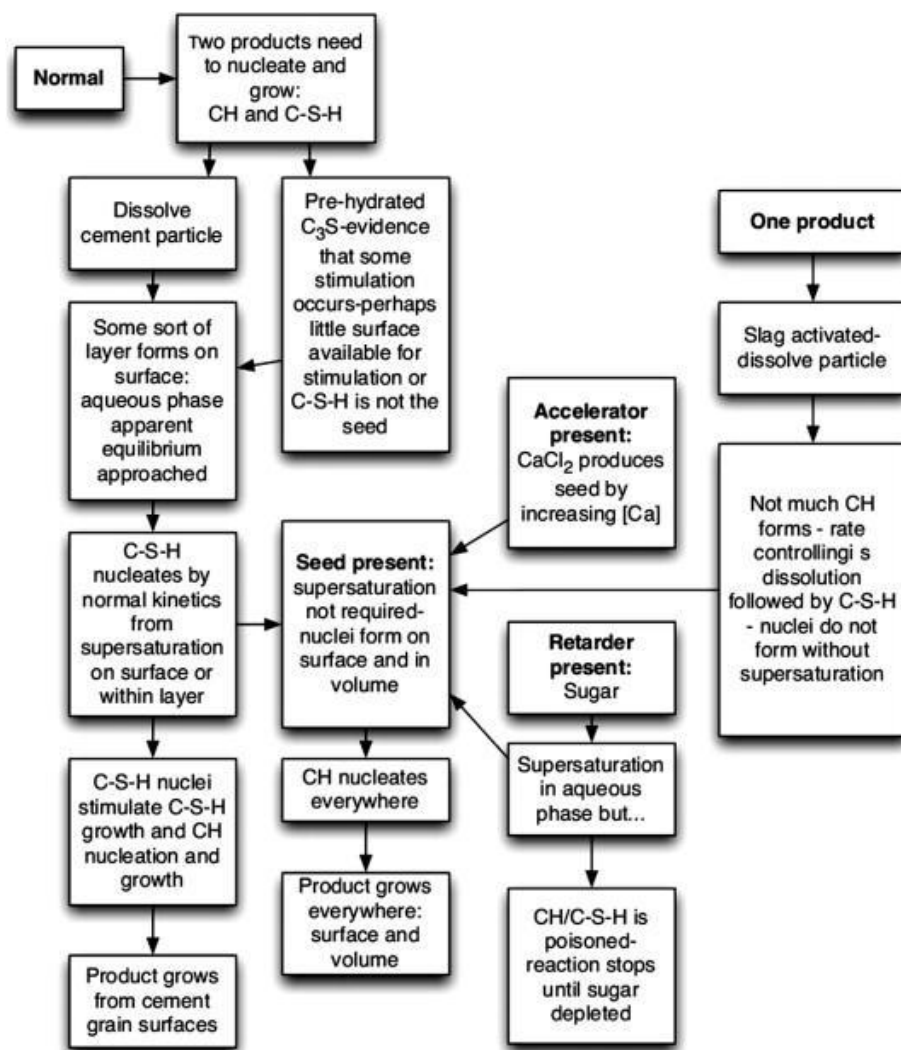 Normal
Two products need
to nucleate and
grow:
CH and C-S-H
Dissolve
cement particle
Pre-hydrated
C3S-evidence
that some
stimulation
occurs-perhaps
little surface
available for
stimulation or
C-S-H is not the
seed
Some sort of
layer forms on
surface:
aqueous phase
apparent
equilibrium
approached
C-S-H
nucleates by
normal kinetics
from
supersaturation
on surface or
within layer
C-S-H nuclei
stimulate C-S-H
growth and CH
nucleation and
growth
Product grows
from cement
grain surfaces
Seed present:
supersaturation
not required-
nuclei form on
surface and in
volume
CH nucleates
everywhere
Product grows
everywhere:
surface and
volume
Accelerator
present:
CaCl2 produces
seed by
increasing [Ca]
Retarder
present:
Sugar
Supersaturation
in aqueous
phase but...
CH/C-S-H is
poisoned-
reaction stops
until sugar
depleted
One product
Slag activated-
dissolve particle
Not much CH
forms - rate
controllingi s
dissolution
followed by C-S-H
- nuclei do not
form without
supersaturation